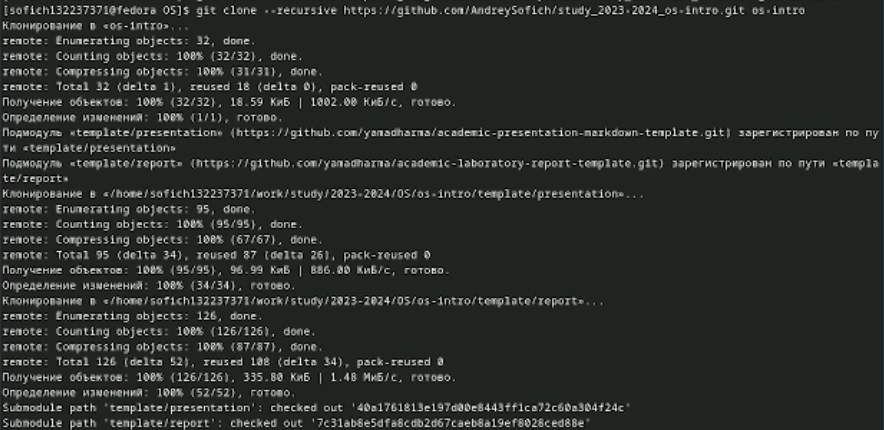 [sofich132237371@fedora OS]$ git clone --recursive https://github.com/AndreySofich/study_2023-2024_os-intro.git os-intro
Клонирование в «os-intro»...
remote: Enumerating objects: 32, done.
remote: Counting objects: 100% (32/32), done.
remote: Compressing objects: 100% (31/31), done.
remote: Total 32 (delta 1), reused 18 (delta 0), pack-reused 0
Получение объектов: 100% (32/32), 18.59 КиБ | 1002.00 КиБ/с, готово.
Определение изменений: 100% (1/1), готово.
Подмодуль «template/presentation» (https://github.com/yamadharma/academic-presentation-markdown-template.git) зарегистрирован по пу
ти «template/presentation»
Подмодуль «template/report» (https://github.com/yamadharma/academic-laboratory-report-template.git) зарегистрирован по пути «templa
te/report»
Клонирование в «/home/sofich132237371/work/study/2023-2024/OS/os-intro/template/presentation»...
remote: Enumerating objects: 95, done.
remote: Counting objects: 100% (95/95), done.
remote: Compressing objects: 100% (67/67), done.
remote: Total 95 (delta 34), reused 87 (delta 26), pack-reused 0
Получение объектов: 100% (95/95), 96.99 КиБ | 886.00 КиБ/с, готово.
Определение изменений: 100% (34/34), готово.
Клонирование в «/home/sofich132237371/work/study/2023-2024/OS/os-intro/template/report»...
remote: Enumerating objects: 126, done.
remote: Counting objects: 100% (126/126), done.
remote: Compressing objects: 100% (87/87), done.
remote: Total 126 (delta 52), reused 108 (delta 34), pack-reused 0
Получение объектов: 100% (126/126), 335.80 КиБ | 1.48 МиБ/с, готово.
Определение изменений: 100% (52/52), готово.
Submodule path 'template/presentation': checked out '40a1761813e197d00e8443ff1ca72c60a304f24c'
Submodule path 'template/report': checked out '7c31ab8e5dfa8cdb2d67caeb8a19ef8028ced88e'